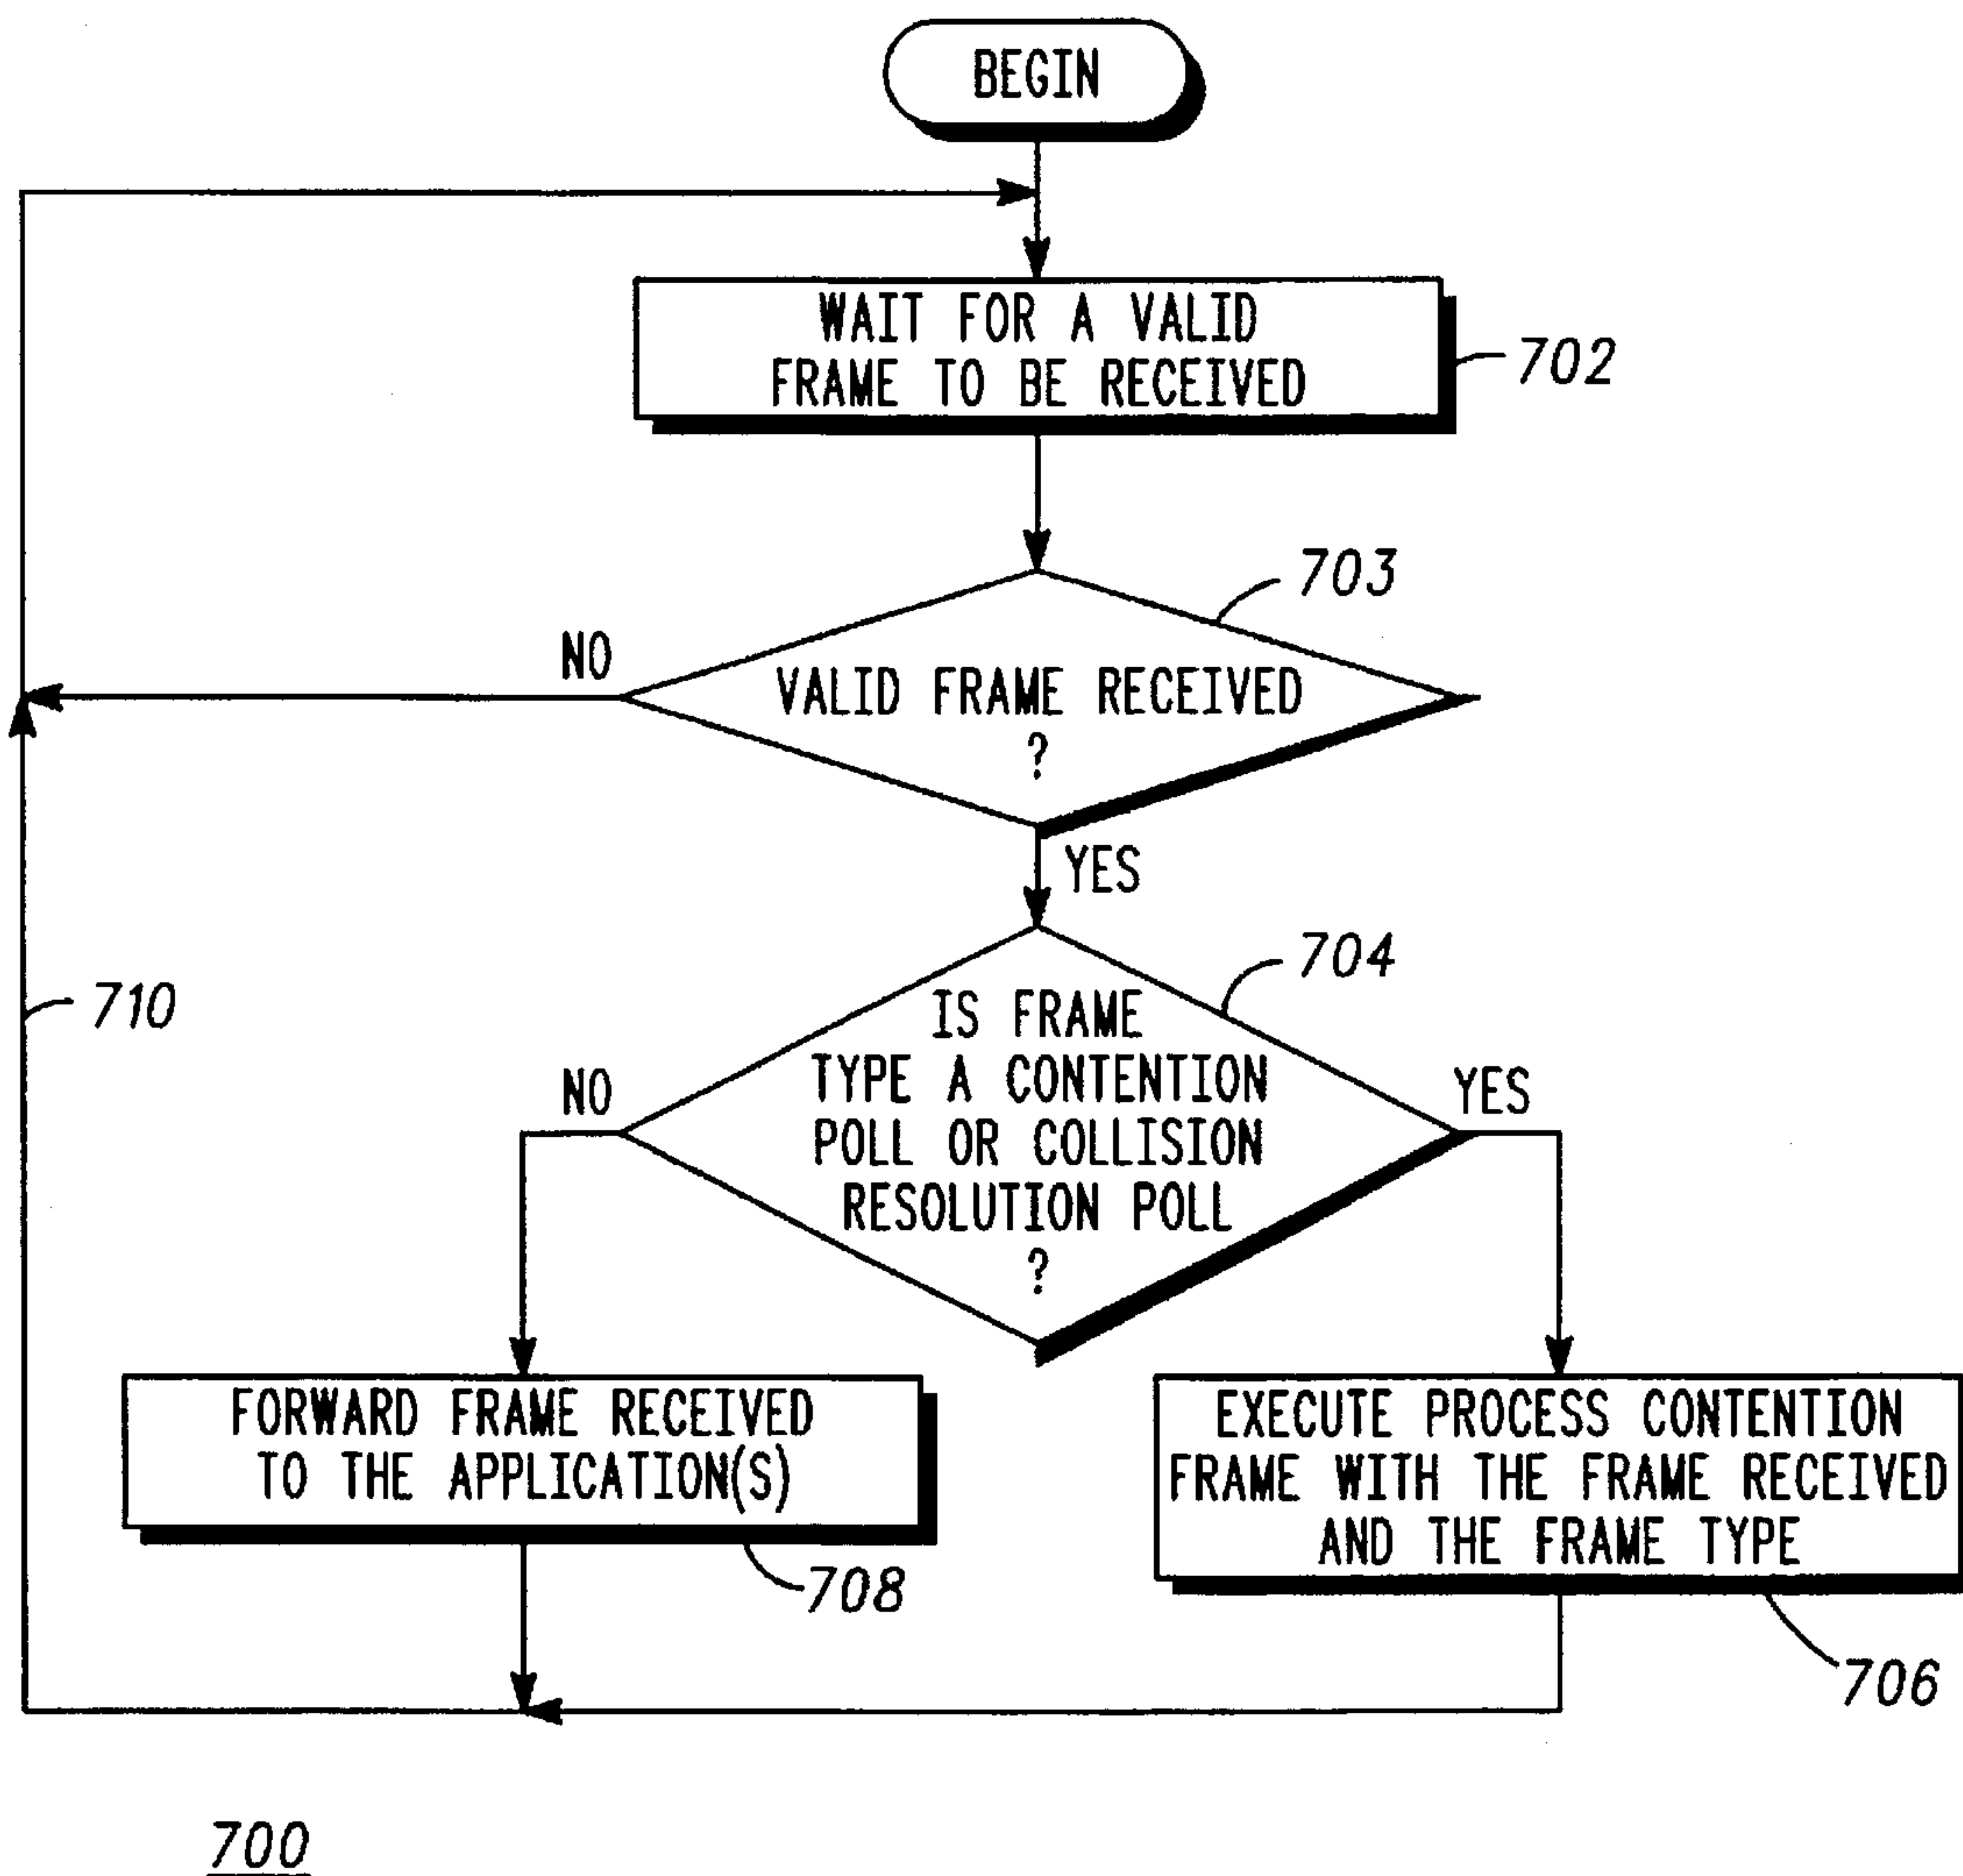 BEGIN
WAIT FOR A VALID
FRAME TO BE RECEIVED
702
703
NO
VALID FRAME RECEIVED
?
YES
704
710
IS FRAME
TYPE A CONTENTION
POLL OR COLLISION
RESOLUTION POLL
?
NO
YES
FORWARD FRAME RECEIVED
TO THE APPLICATION(S)
708
EXECUTE PROCESS CONTENTION
FRAME WITH THE FRAME RECEIVED
AND THE FRAME TYPE
706
700